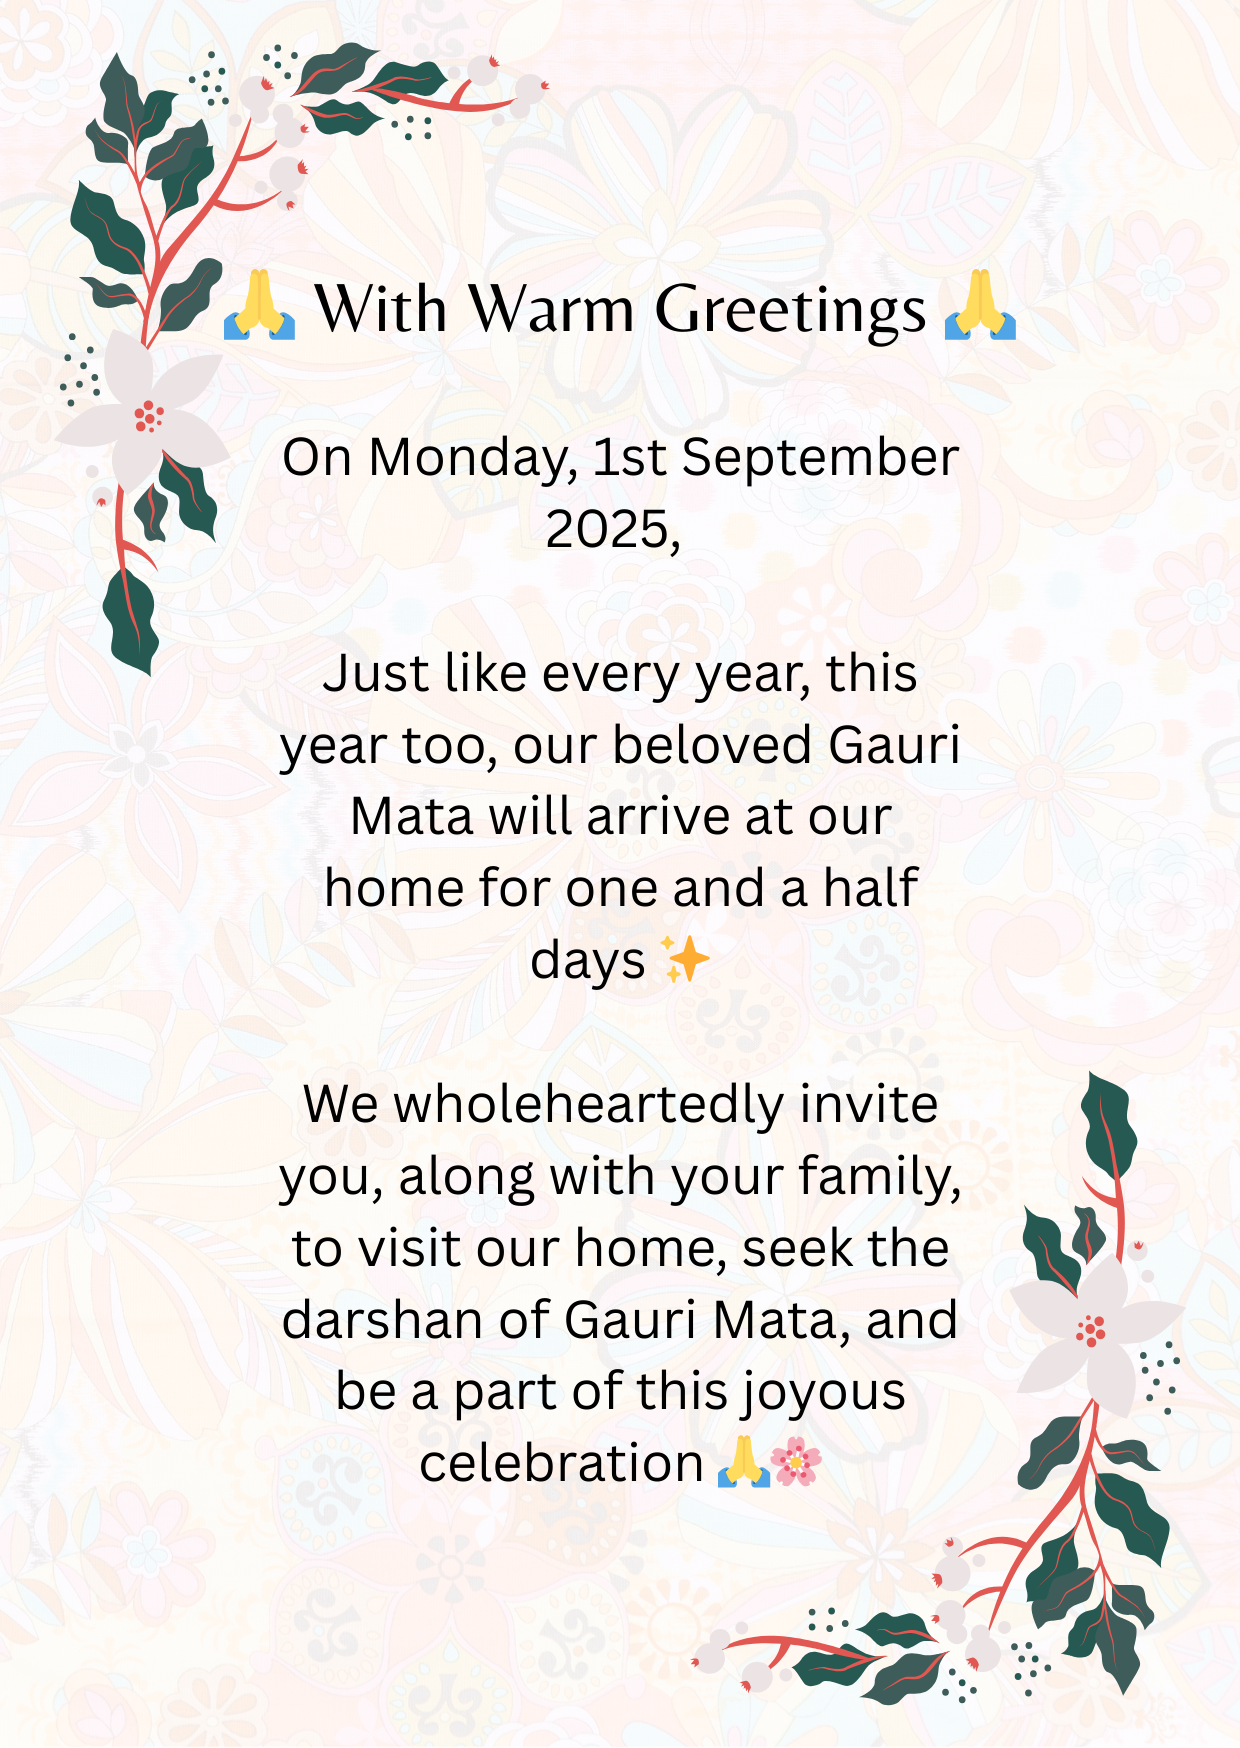 🙏 With Warm Greetings 🙏
On Monday, 1st September
2025,
Just like every year, this
year too, our beloved Gauri
Mata will arrive at our
home for one and a half
days ✨
We wholeheartedly invite
you, along with your family,
to visit our home, seek the
darshan of Gauri Mata, and
be a part of this joyous
celebration 🙏🌸